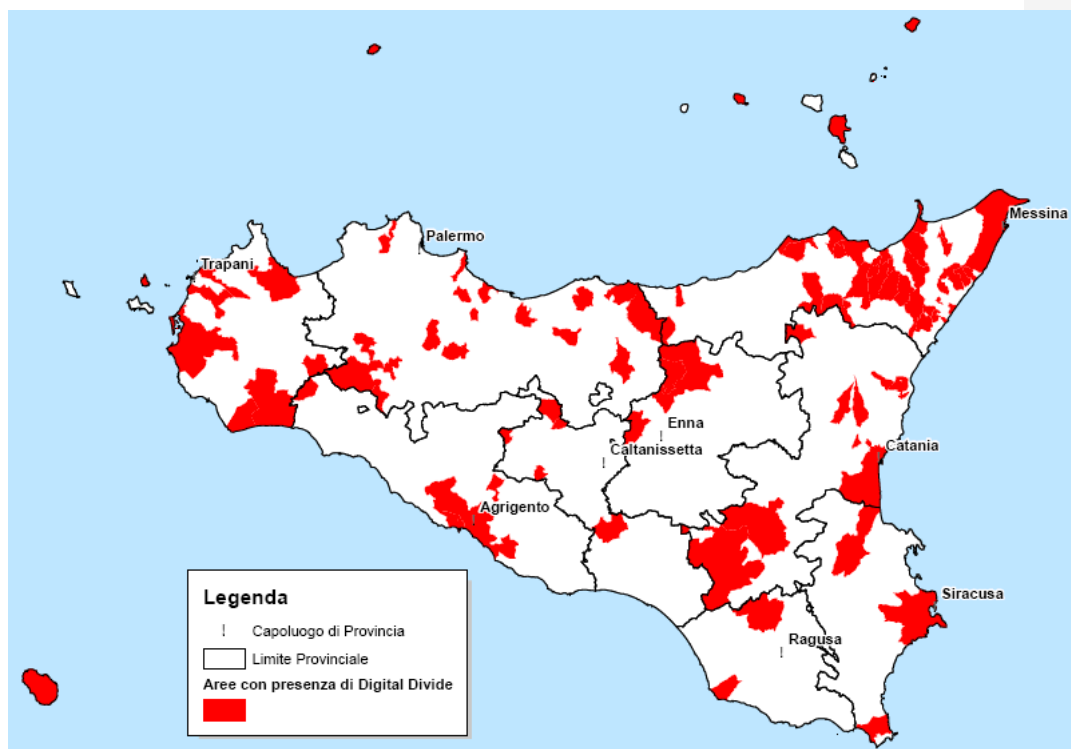 Messina
Palermo
Trapani
Enna
Catania
Caltanissetta
Agrigento
Siracusa
Ragusa
Legenda
Capoluogo di Provincia
Limite Provinciale
Aree con presenza di Digital Divide